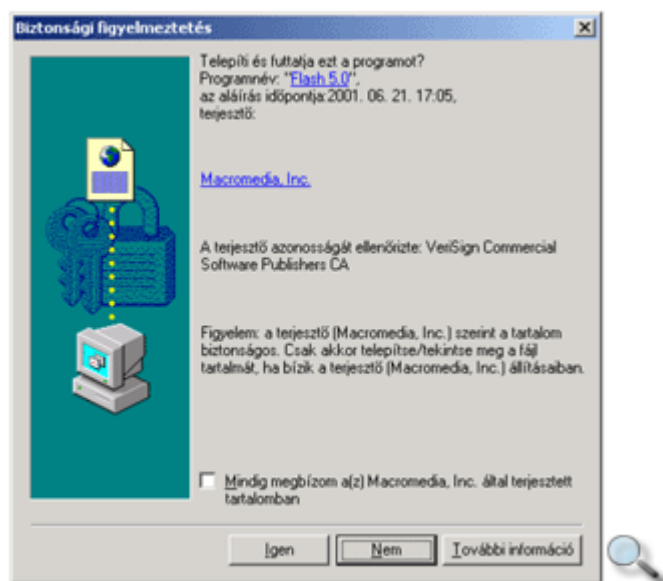 Biztonsági figyelmeztetés
Telepíti és futtatja ezt a programot?
Programnév: "Flash 5.0",
az aláírás időpontja:2001. 06. 21. 17:05,
terjesztő:
Macromedia, Inc.
A terjesztő azonosságát ellenőrizte: VeriSign Commercial
Software Publishers CA
Figyelem: a terjesztő (Macromedia, Inc.) szerint a tartalom
biztonságos. Csak akkor telepítse/tekintse meg a fájl
tartalmát, ha bízik a terjesztő (Macromedia, Inc.) állításaiban.
Mindig megbízom a(z) Macromedia, Inc. által terjesztett
tartalomban
Igen Nem További információ